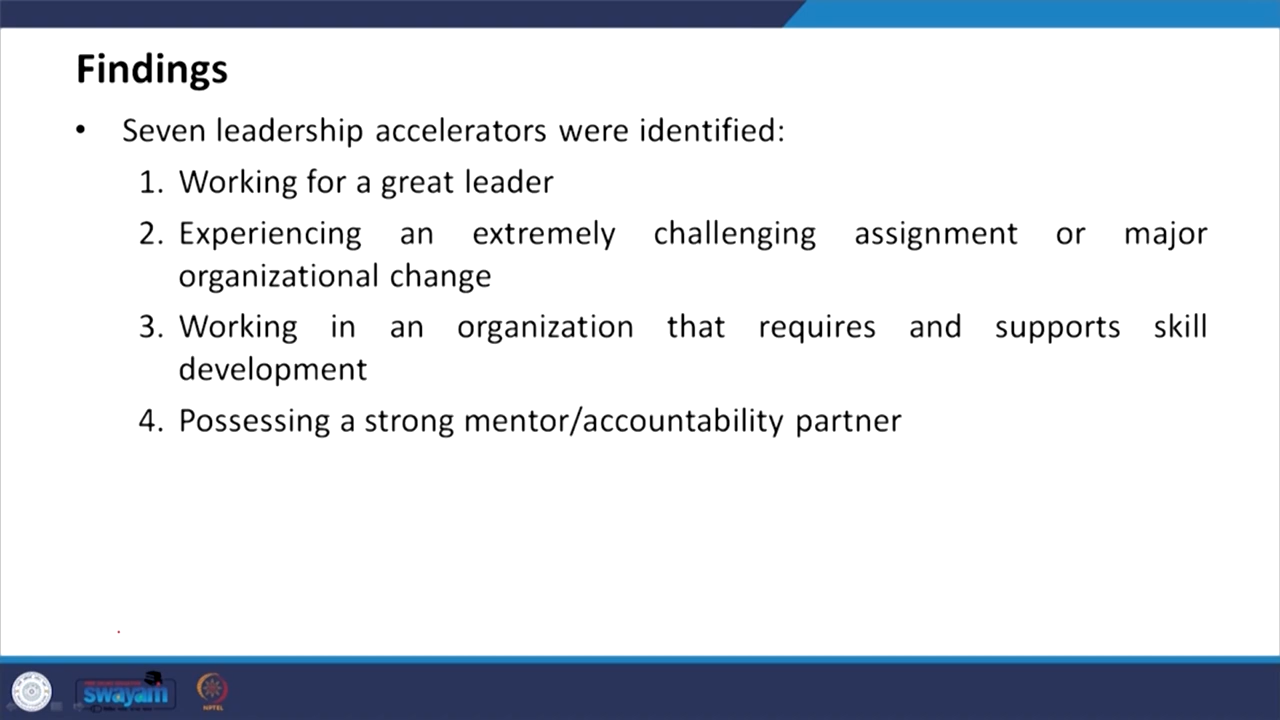 Findings
• Seven leadership accelerators were identified:
1. Working for a great leader
2. Experiencing an extremely challenging assignment or major
organizational change
3. Working in an organization that requires and supports skill
development
4. Possessing a strong mentor/accountability partner
swayam
NPTEL